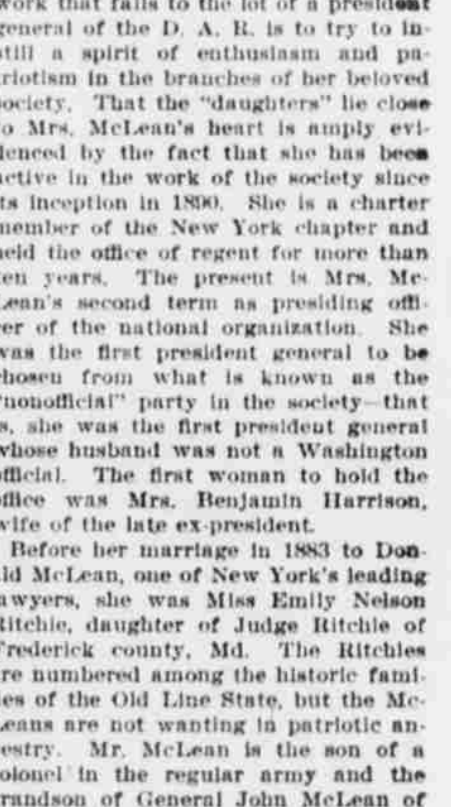 work that falls to the lot of a president
general of the D. A. R. is to try to in-
still a spirit of enthusiasm and pa-
triotism in the branches of her beloved
society. That the "daughters" lie close
to Mrs. McLean's heart is amply evi-
denced by the fact that she has been
active in the work of the society since
its inception in 1890. She is a charter
member of the New York chapter and
held the office of regent for more than
ten years. The present is Mrs. Mc-
Lean's second term as presiding offi-
cer of the national organization. She
was the first president general to be
chosen from what is known as the
"nonofficial" party in the society—that
is, she was the first president general
whose husband was not a Washington
official. The first woman to hold the
office was Mrs. Benjamin Harrison,
wife of the late ex-president.
Before her marriage in 1883 to Don-
ald McLean, one of New York's leading
lawyers, she was Miss Emily Nelson
Ritchie, daughter of Judge Ritchie of
Frederick county, Md. The Ritchies
are numbered among the historic fami-
lies of the Old Line State, but the Mc-
Leans are not wanting in patriotic an-
cestry. Mr. McLean is the son of a
colonel in the regular army and the
grandson of General John McLean of